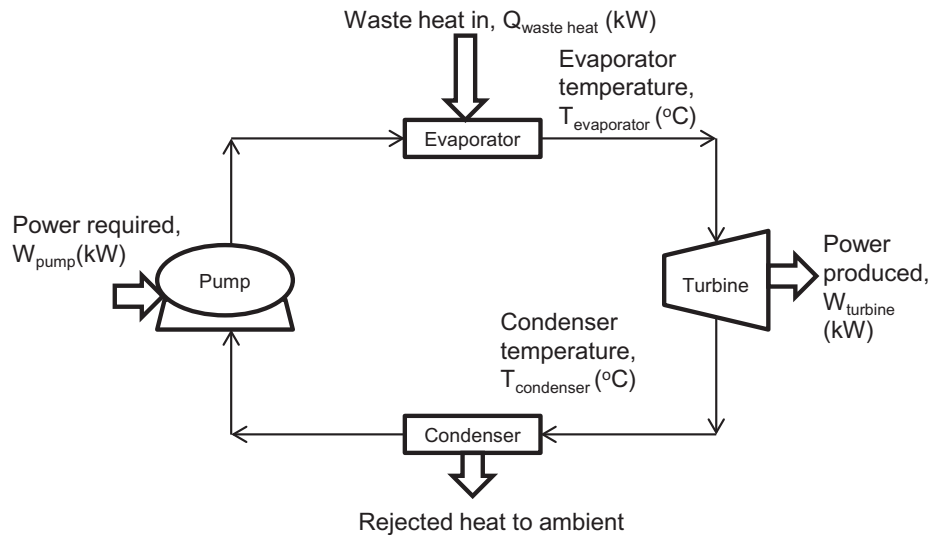 Waste heat in, Q_waste heat (kW)
Evaporator
temperature,
T_evaporator (°C)
Evaporator
Power required,
W_pump(kW)
Pump
Turbine
Power
produced,
W_turbine
(kW)
Condenser
temperature,
T_condenser (°C)
Condenser
Rejected heat to ambient